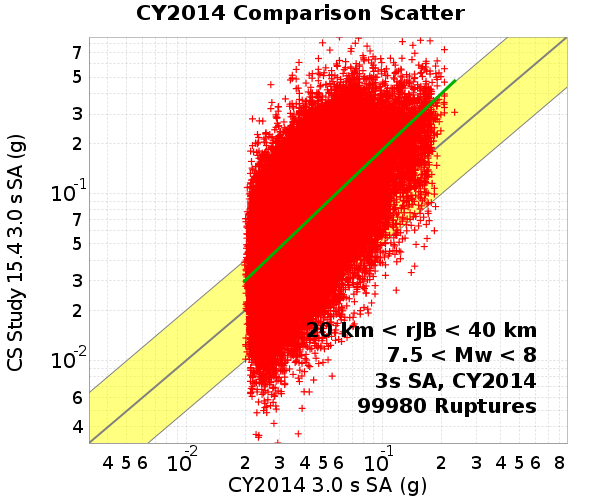 CY2014 Comparison Scatter
7
5
3
2
10-1
7
5
3
2
10-2
6
4
CS Study 15.4 3.0 s SA (g)
20 km < rJB < 40 km
7.5 < Mw < 8
3s SA, CY2014
99980 Ruptures
4 5 6 10-2 2 3 4 5 6 10-1 2 3 4 5 6 8
CY2014 3.0 s SA (g)